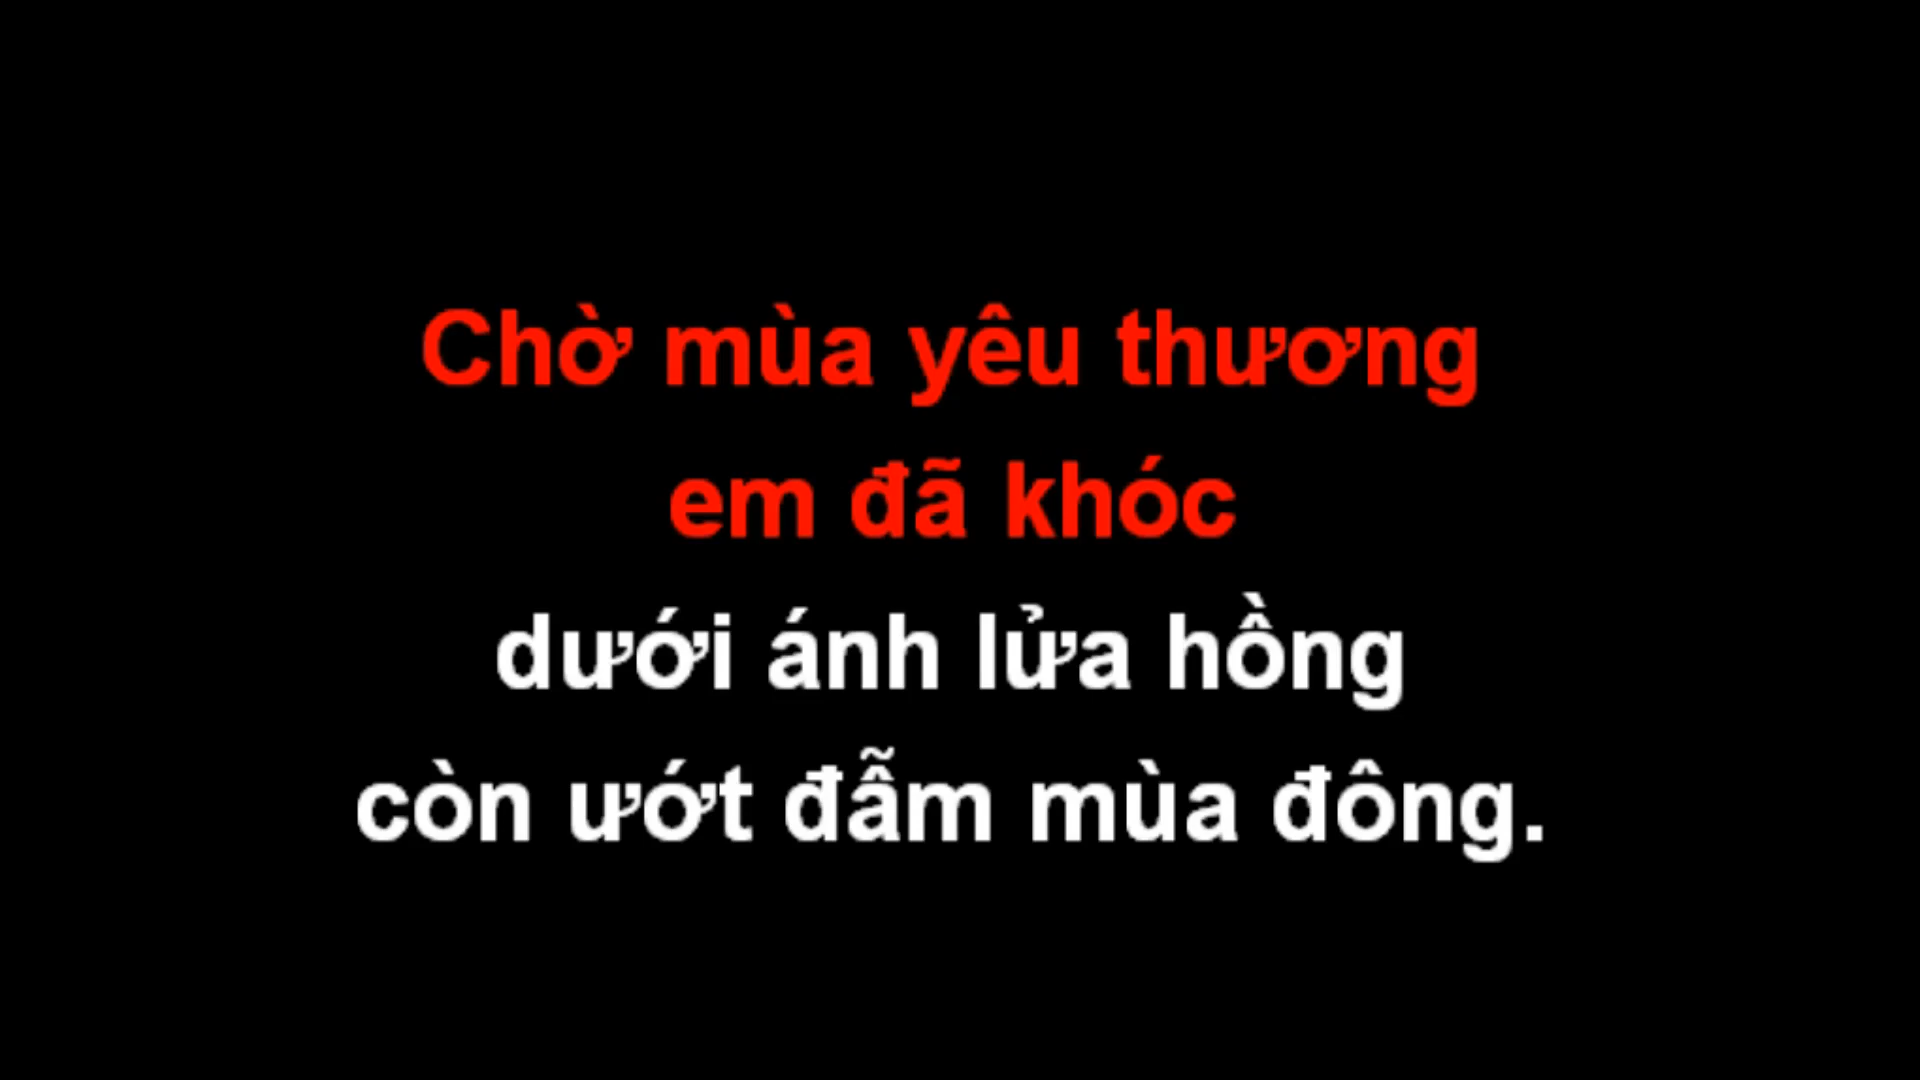 Chờ mùa yêu thương
em đã khóc
dưới ánh lửa hồng
còn ướt đẫm mùa đông.